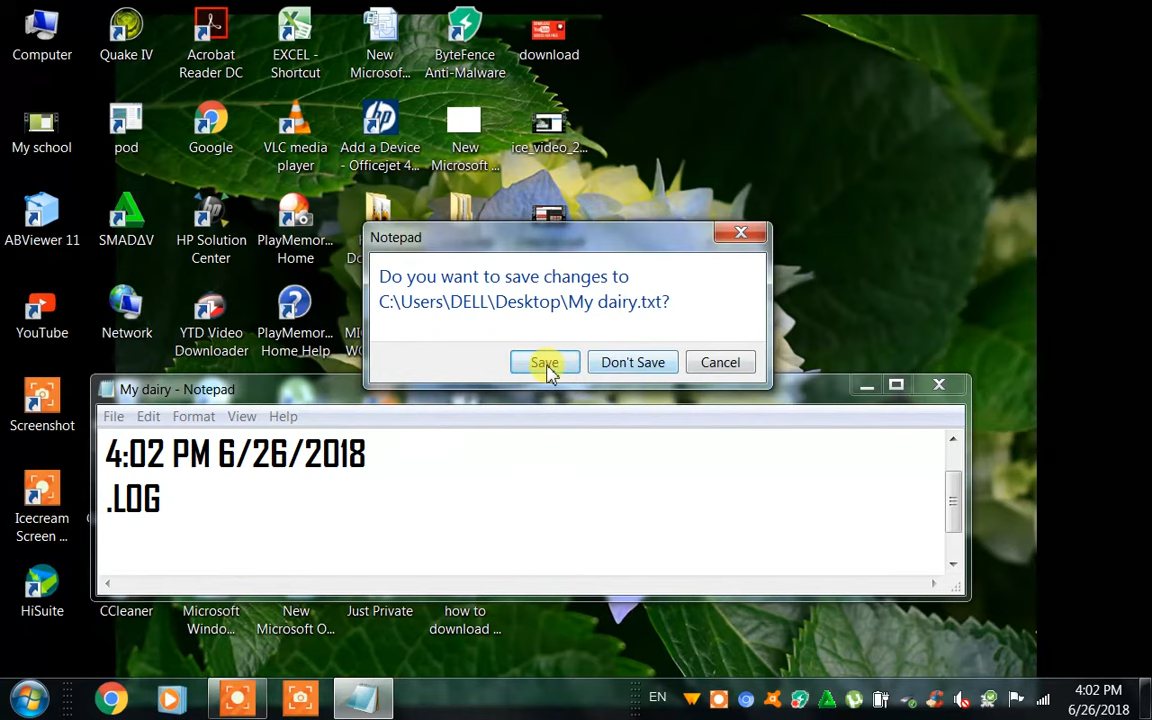 Computer
Quake IV
Acrobat
Reader DC
EXCEL -
Shortcut
New
Microsof...
ByteFence
Anti-Malware
download
My school
pod
Google
VLC media
player
Add a Device
- Officejet 4...
New
Microsoft ...
ice_video_2...
ABViewer 11
SMADΔV
HP Solution
Center
PlayMemor...
Home
YouTube
Network
YTD Video
Downloader
PlayMemor...
Home Help
Notepad
Do you want to save changes to
C:\Users\DELL\Desktop\My dairy.txt?
Save
Don't Save
Cancel
My dairy - Notepad
File Edit Format View Help
4:02 PM 6/26/2018
.LOG
Screenshot
Icecream
Screen ...
HiSuite
CCleaner
Microsoft
Windo...
New
Microsoft O...
Just Private
how to
download ...
EN
4:02 PM
6/26/2018